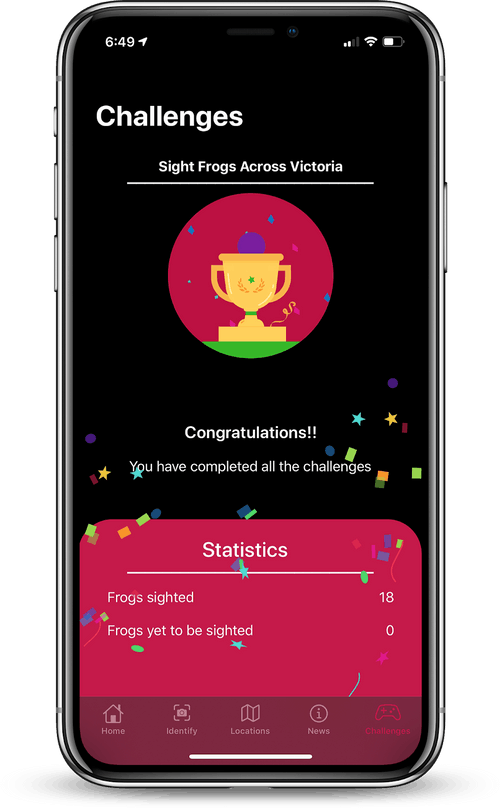 6:49
Challenges
Sight Frogs Across Victoria
Congratulations!!
You have completed all the challenges
Statistics
Frogs sighted 18
Frogs yet to be sighted 0
Home Identify Locations News Challenges